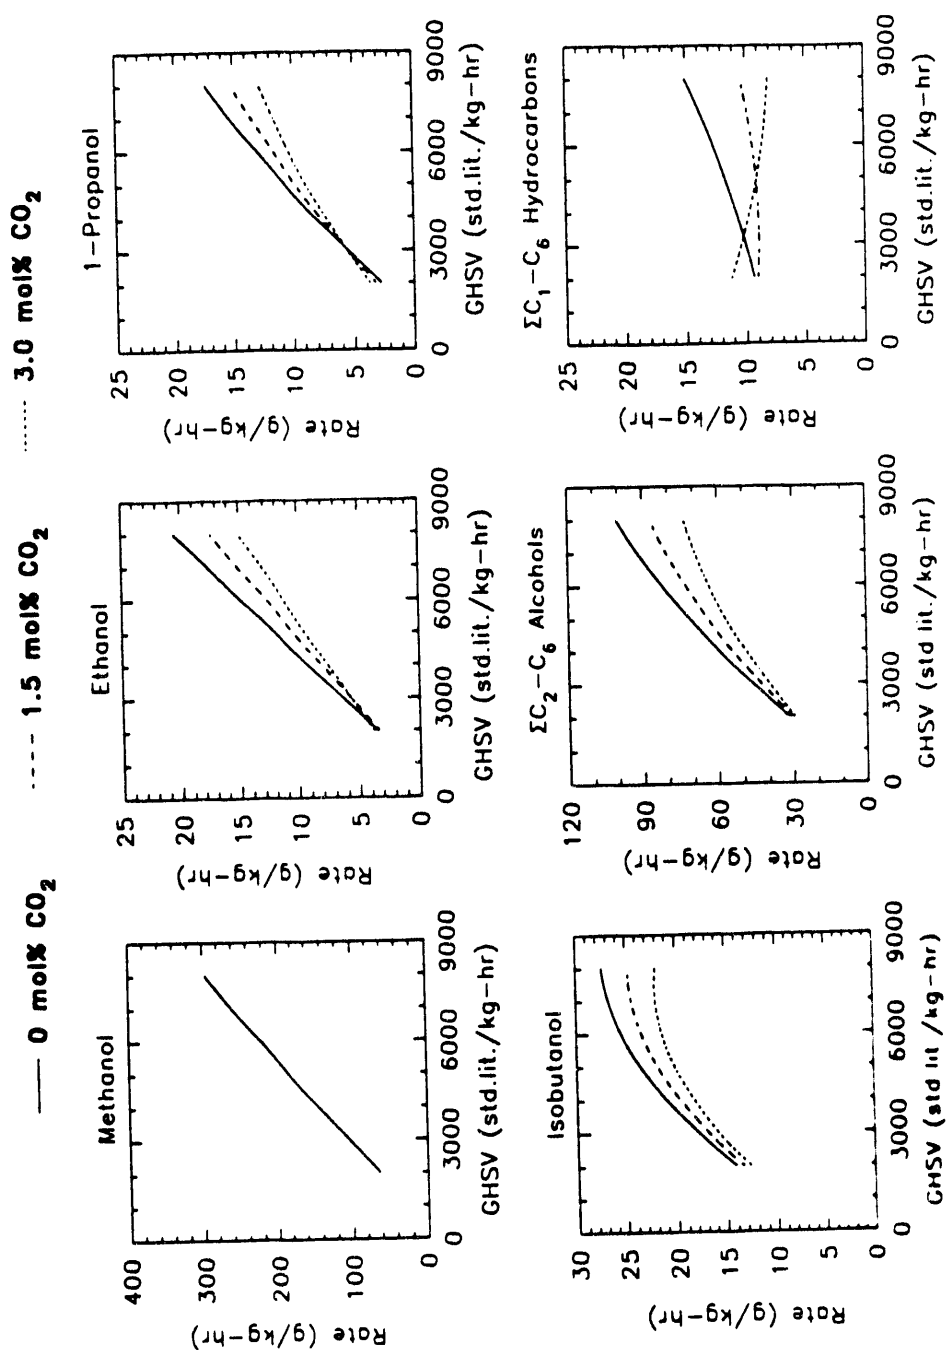 — 0 mol% CO₂ ---- 1.5 mol% CO₂ ······ 3.0 mol% CO₂
Methanol
400
300
200
100
0
Rate (g/kg-hr)
0 3000 6000 9000
GHSV (std.lit./kg-hr)
Ethanol
25
20
15
10
5
0
Rate (g/kg-hr)
0 3000 6000 9000
GHSV (std.lit./kg-hr)
1-Propanol
25
20
15
10
5
0
Rate (g/kg-hr)
0 3000 6000 9000
GHSV (std.lit./kg-hr)
Isobutanol
30
25
20
15
10
5
0
Rate (g/kg-hr)
0 3000 6000 9000
GHSV (std lit /kg-hr)
ΣC₂-C₆ Alcohols
120
90
60
30
0
Rate (g/kg-hr)
0 3000 6000 9000
GHSV (std lit./kg-hr)
ΣC₁-C₆ Hydrocarbons
25
20
15
10
5
0
Rate (g/kg-hr)
0 3000 6000 9000
GHSV (std.lit./kg-hr)